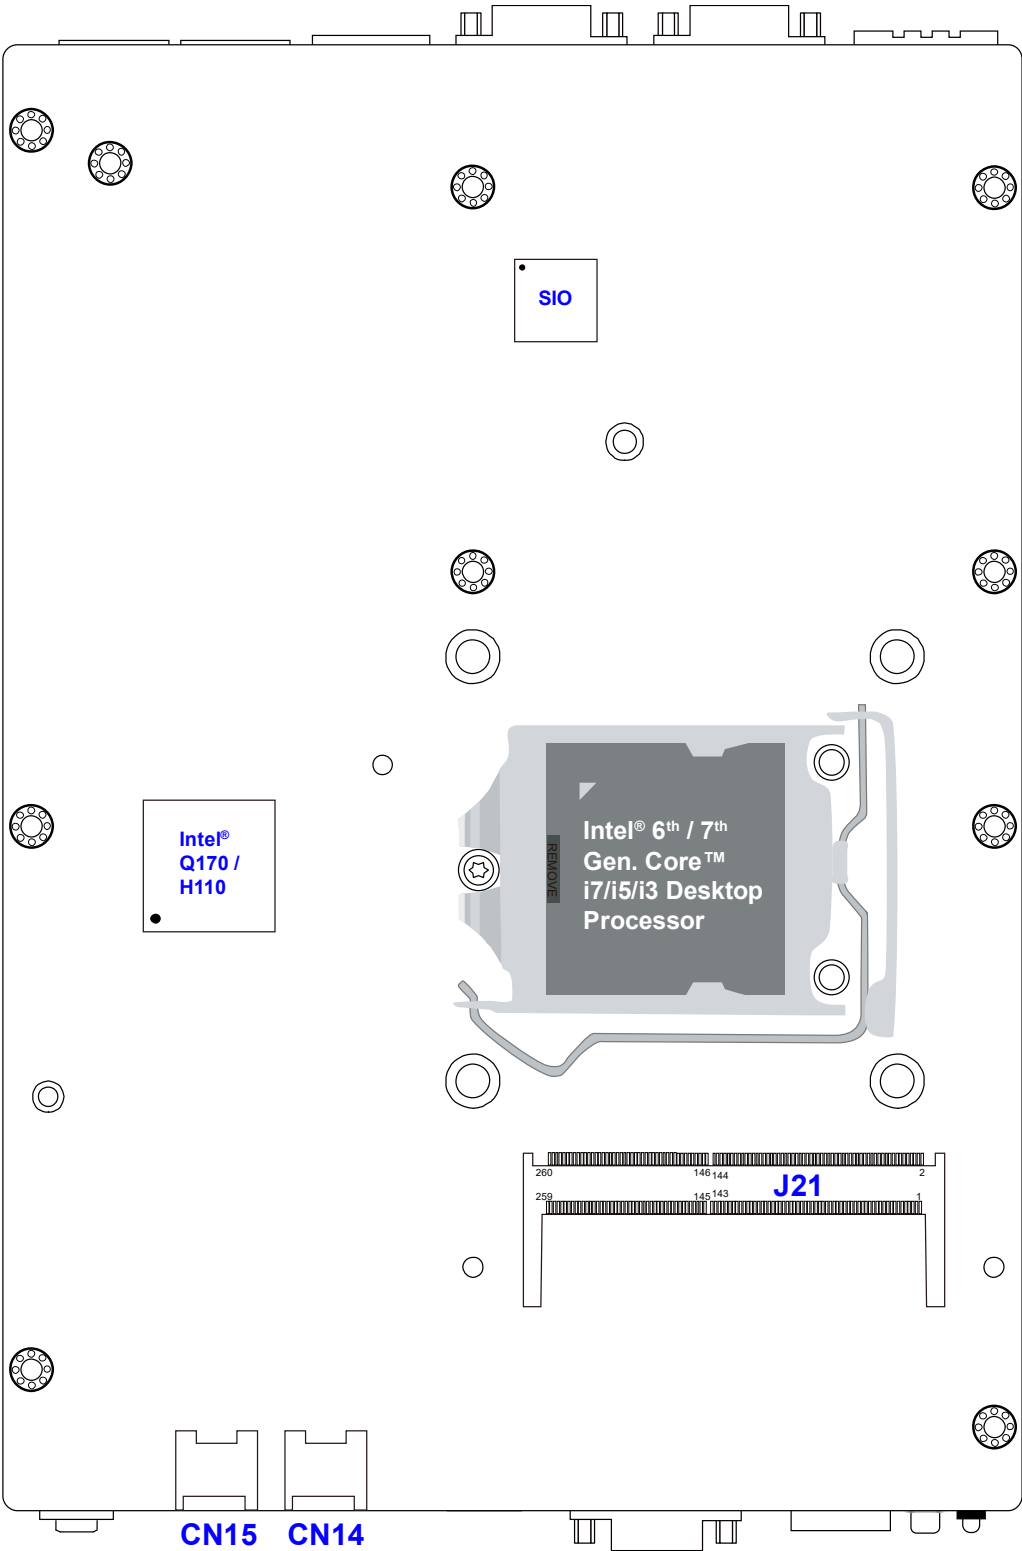 SIO
Intel® 6th / 7th
Gen. Core™
i7/i5/i3 Desktop
Processor
REMOVE
Intel®
Q170 /
H110
260
146
144
2
J21
259
145
143
1
CN15
CN14